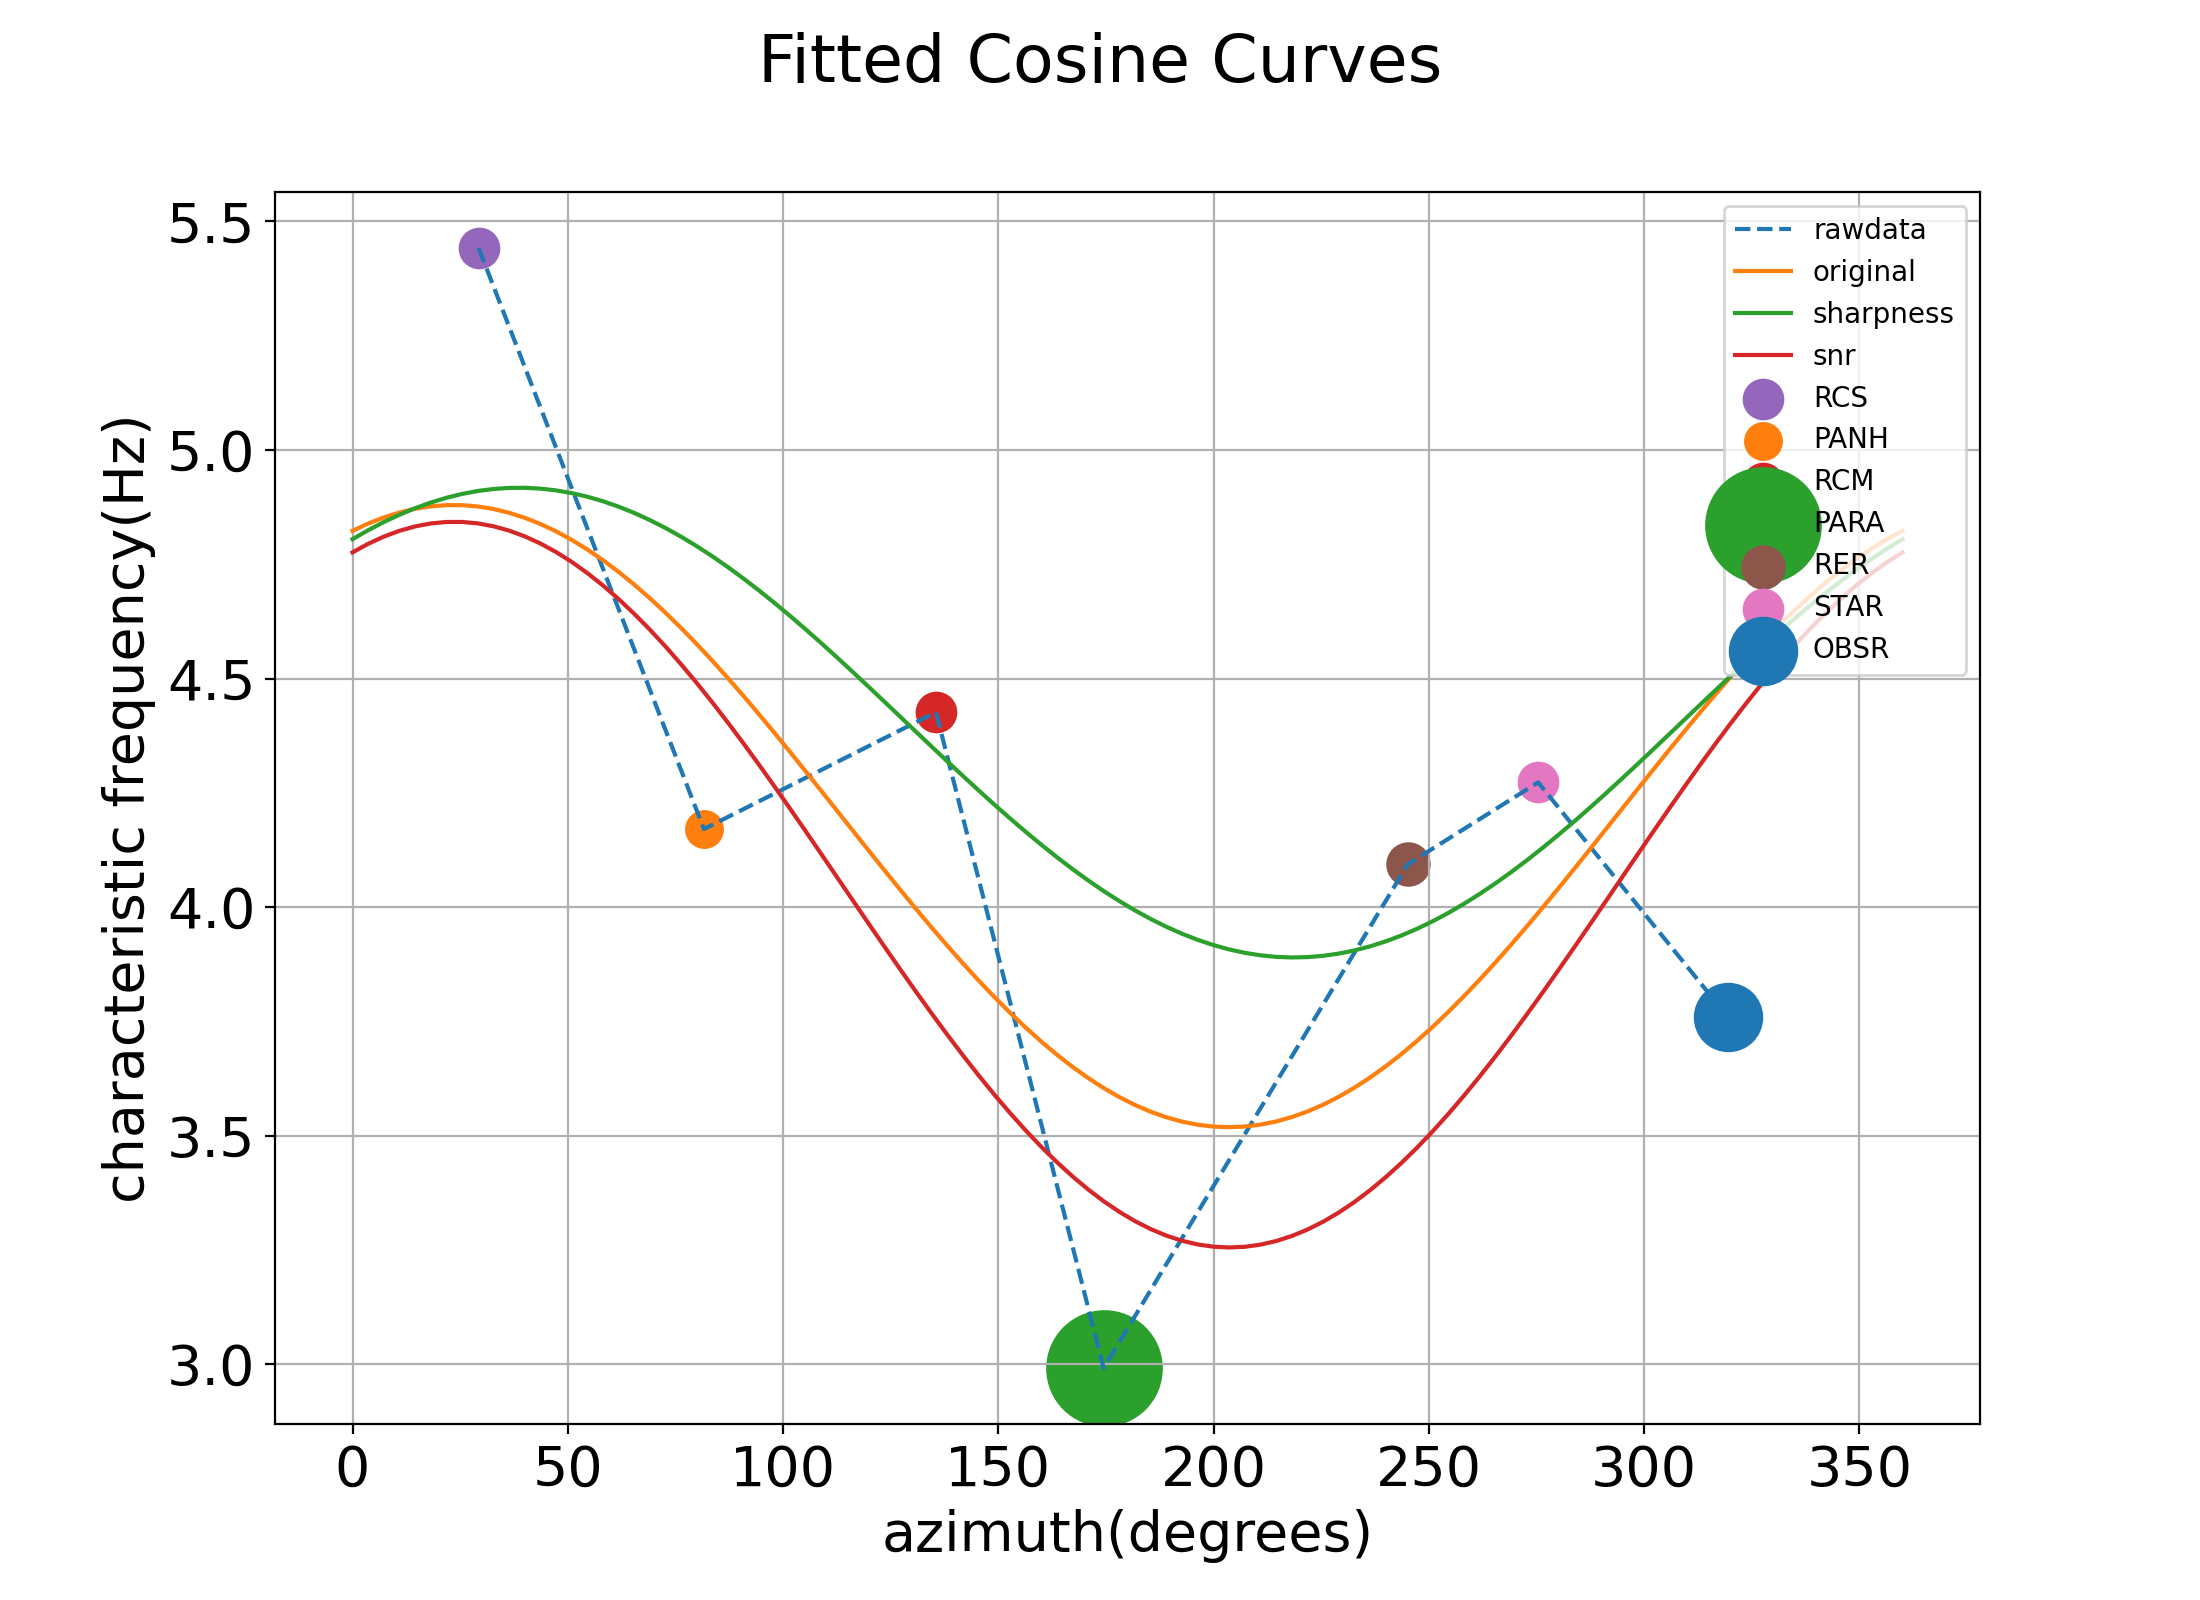 Fitted Cosine Curves
5.5
5.0
4.5
4.0
3.5
3.0
characteristic frequency(Hz)
rawdata
original
sharpness
snr
RCS
PANH
RCM
PARA
RER
STAR
OBSR
0 50 100 150 200 250 300 350
azimuth(degrees)